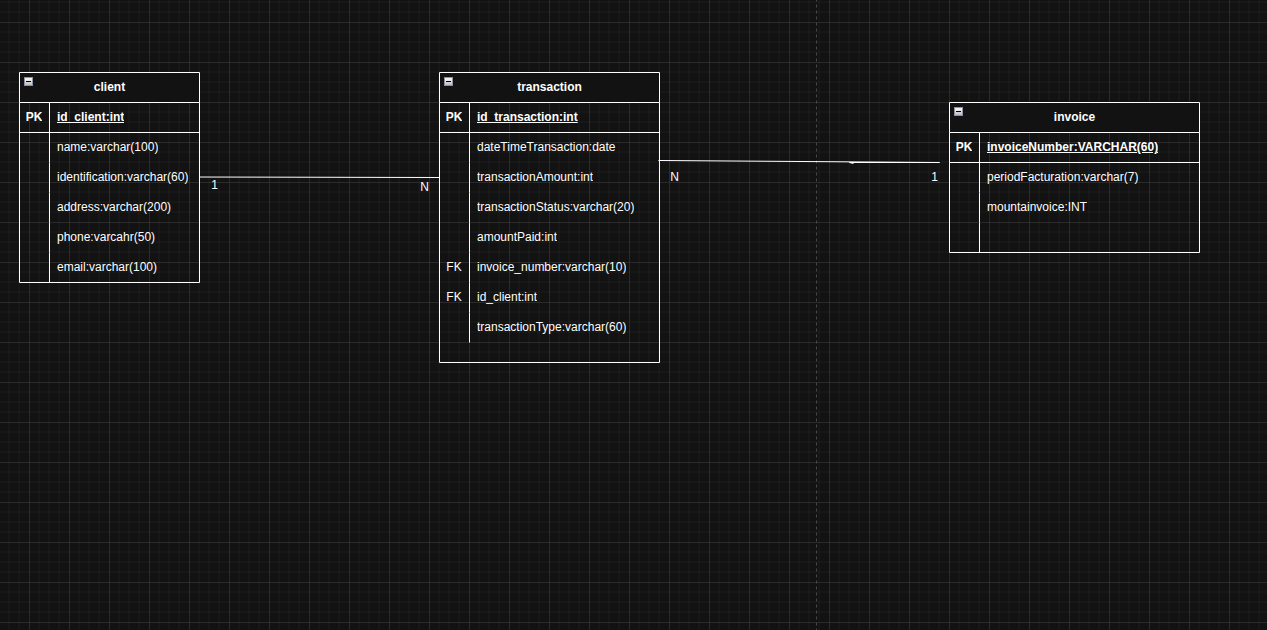 client
PK id_client:int
name:varchar(100)
identification:varchar(60)
address:varchar(200)
phone:varcahr(50)
email:varchar(100)
1
N
transaction
PK id_transaction:int
dateTimeTransaction:date
transactionAmount:int
transactionStatus:varchar(20)
amountPaid:int
FK invoice_number:varchar(10)
FK id_client:int
transactionType:varchar(60)
N
1
invoice
PK invoiceNumber:VARCHAR(60)
periodFacturation:varchar(7)
mountainvoice:INT